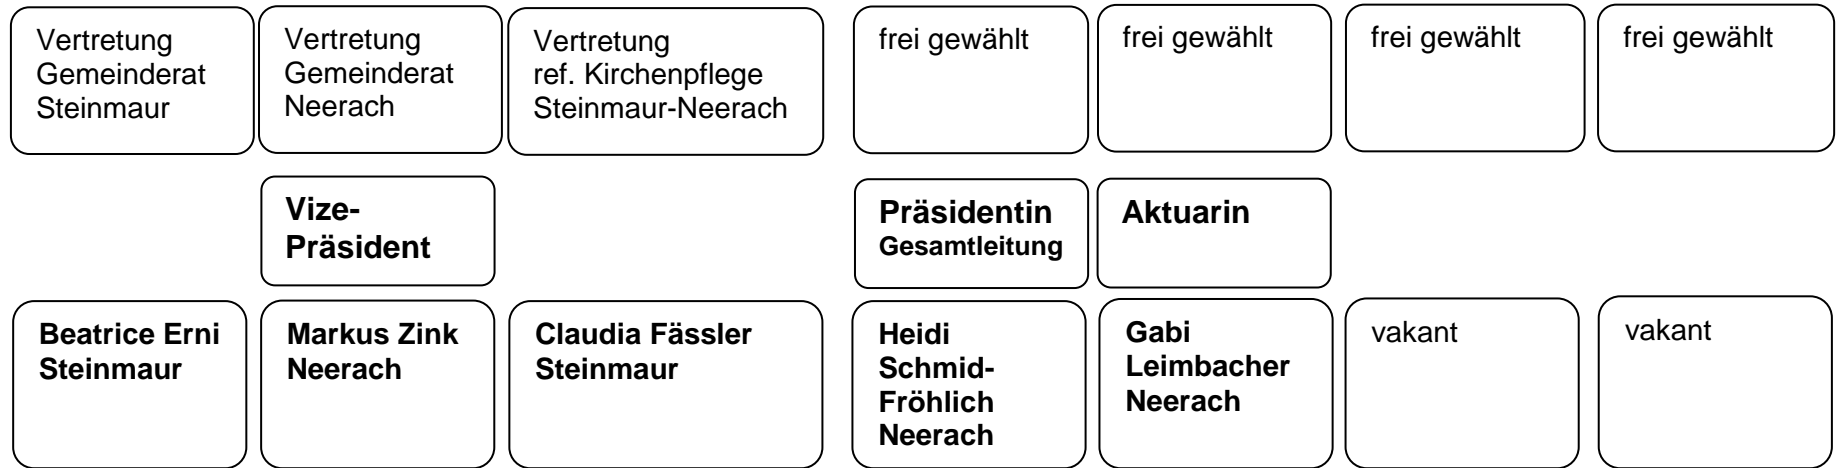 Vertretung
Gemeinderat
Steinmaur
Vertretung
Gemeinderat
Neerach
Vertretung
ref. Kirchenpflege
Steinmaur-Neerach
frei gewählt
frei gewählt
frei gewählt
frei gewählt
Vize-
Präsident
Präsidentin
Gesamtleitung
Aktuarin
Beatrice Erni
Steinmaur
Markus Zink
Neerach
Claudia Fässler
Steinmaur
Heidi
Schmid-
Fröhlich
Neerach
Gabi
Leimbacher
Neerach
vakant
vakant